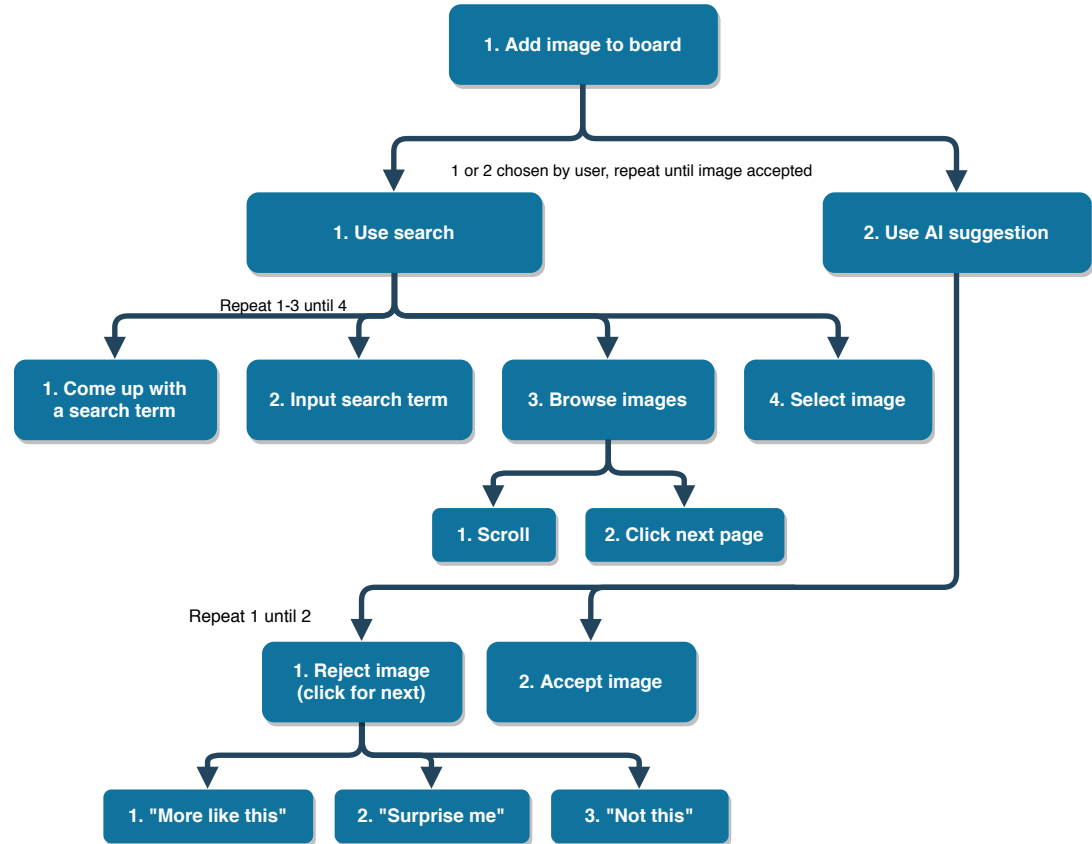 1. Add image to board
1 or 2 chosen by user, repeat until image accepted
1. Use search
2. Use AI suggestion
Repeat 1-3 until 4
1. Come up with
a search term
2. Input search term
3. Browse images
4. Select image
1. Scroll
2. Click next page
Repeat 1 until 2
1. Reject image
(click for next)
2. Accept image
1. "More like this"
2. "Surprise me"
3. "Not this"